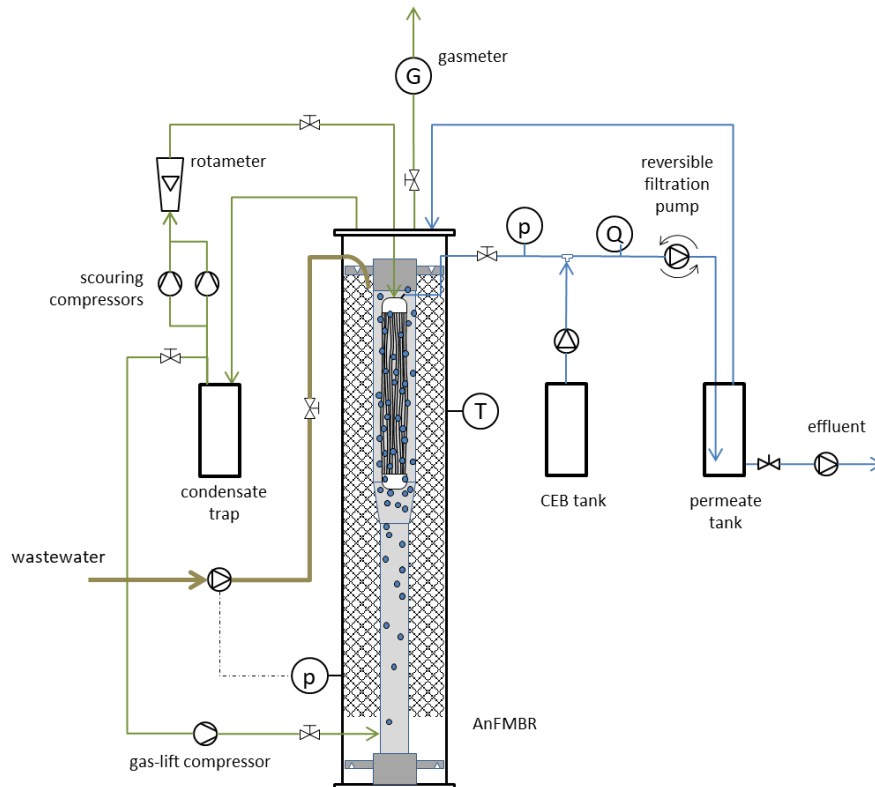 gasmeter
G
rotameter
reversible
filtration
pump
p
Q
scouring
compressors
T
effluent
condensate
trap
CEB tank
permeate
tank
wastewater
p
AnFMBR
gas-lift compressor